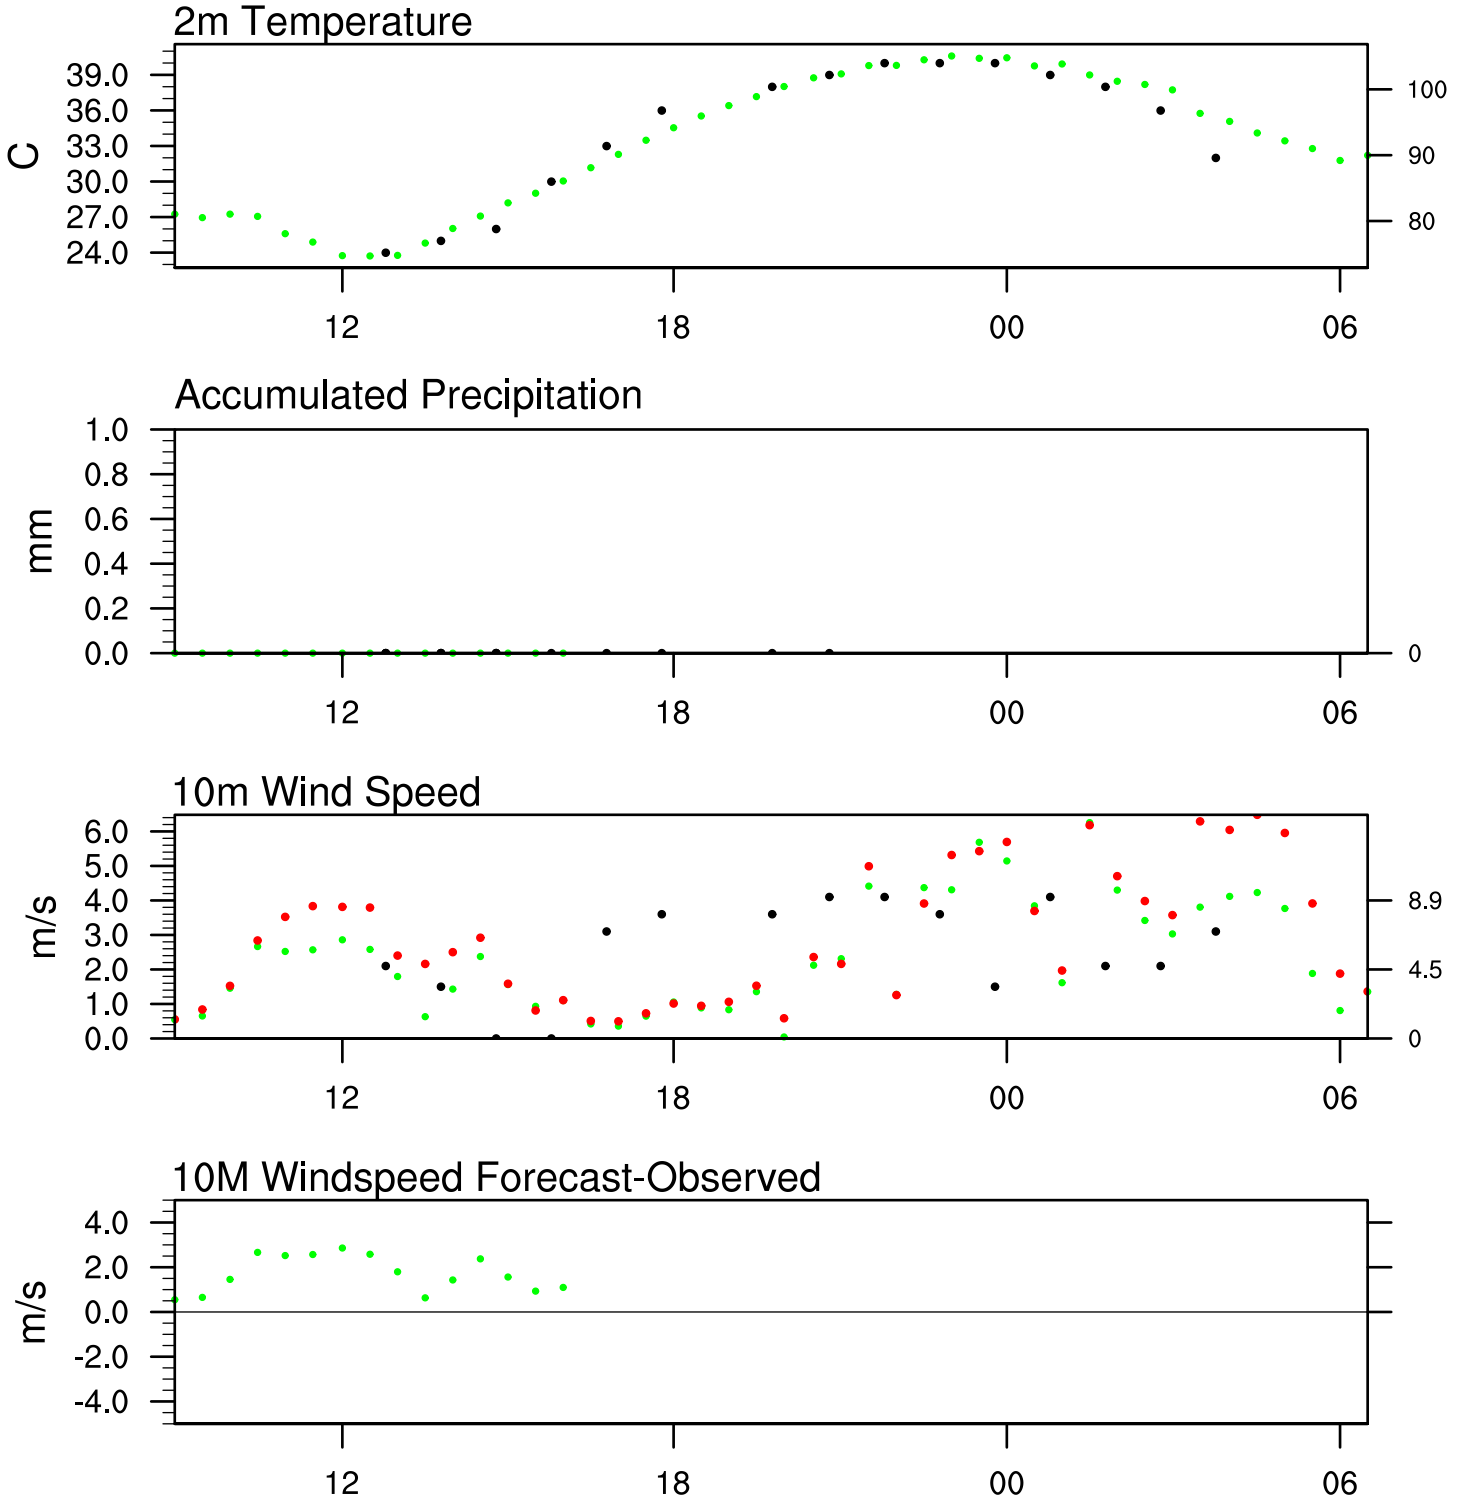 2m Temperature
39.0
36.0
33.0
30.0
27.0
24.0
C
100
90
80
12 18 00 06
Accumulated Precipitation
1.0
0.8
0.6
0.4
0.2
0.0
mm
0
12 18 00 06
10m Wind Speed
6.0
5.0
4.0
3.0
2.0
1.0
0.0
m/s
8.9
4.5
0
12 18 00 06
10M Windspeed Forecast-Observed
4.0
2.0
0.0
-2.0
-4.0
m/s
12 18 00 06